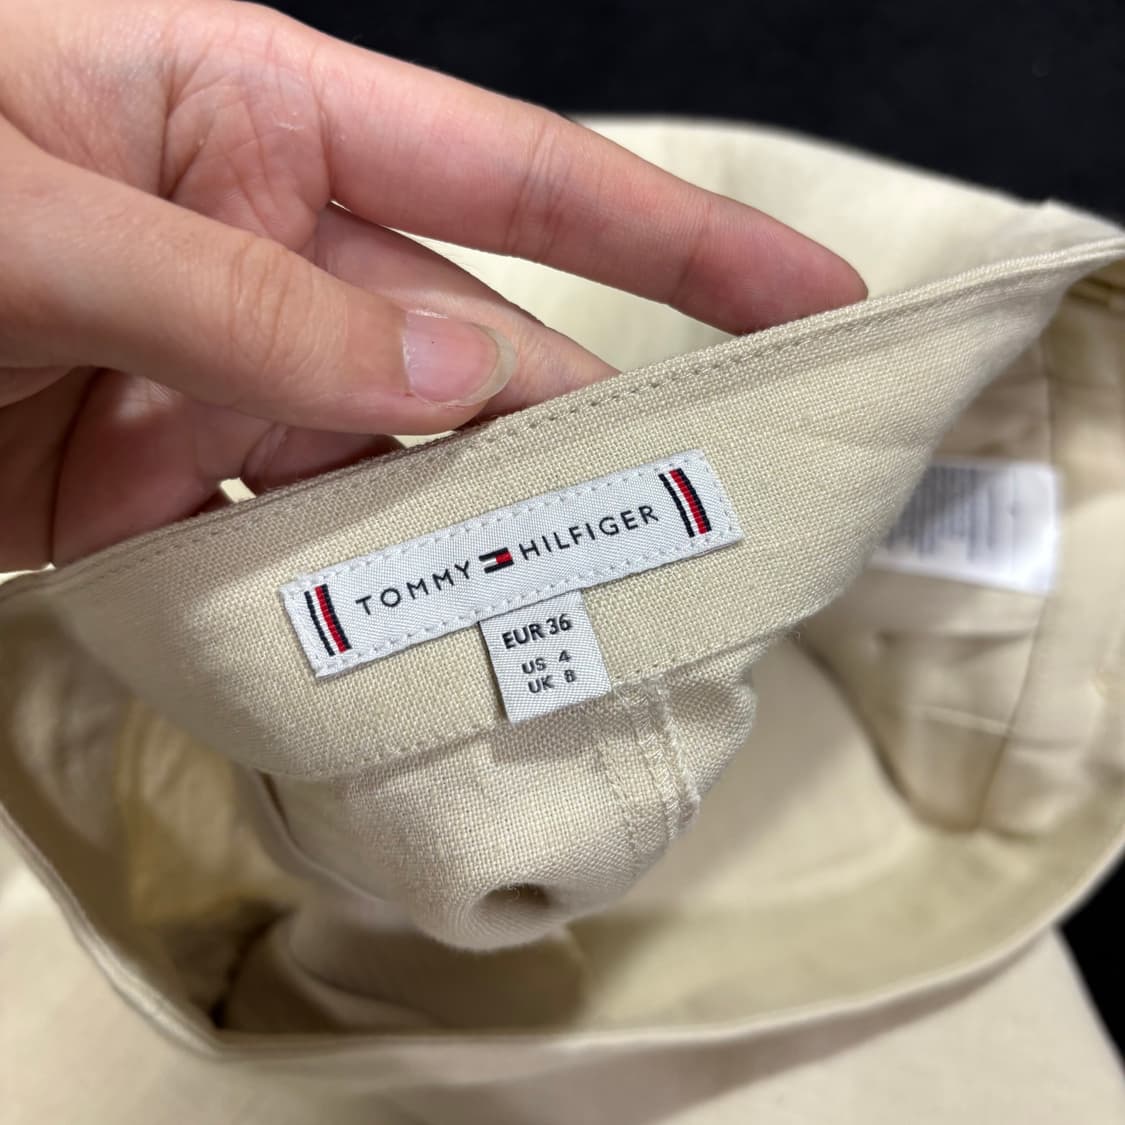 TOMMY HILFIGER
EUR 36
US 4
UK 8